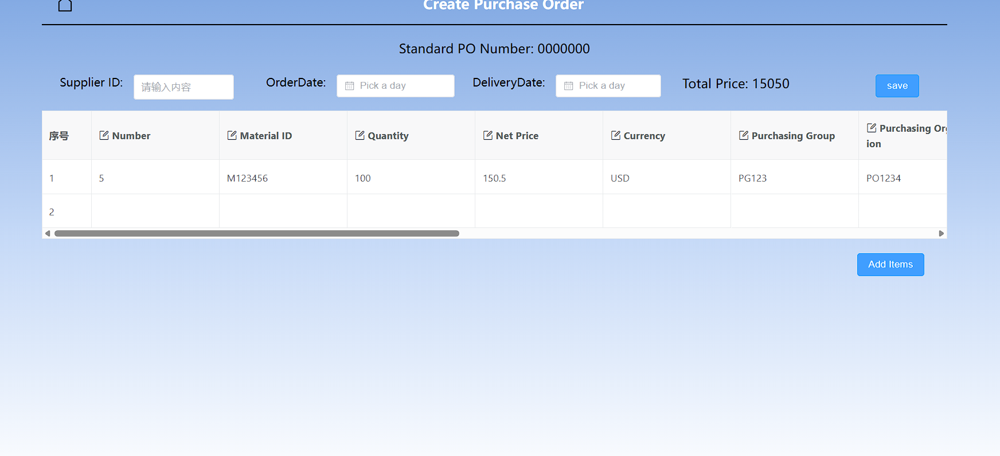 Create Purchase Order
Standard PO Number: 0000000
Supplier ID: 请输入内容 OrderDate: Pick a day DeliveryDate: Pick a day Total Price: 15050 save
序号 Number Material ID Quantity Net Price Currency Purchasing Group Purchasing Org
ion
1 5 M123456 100 150.5 USD PG123 PO1234
2
Add Items